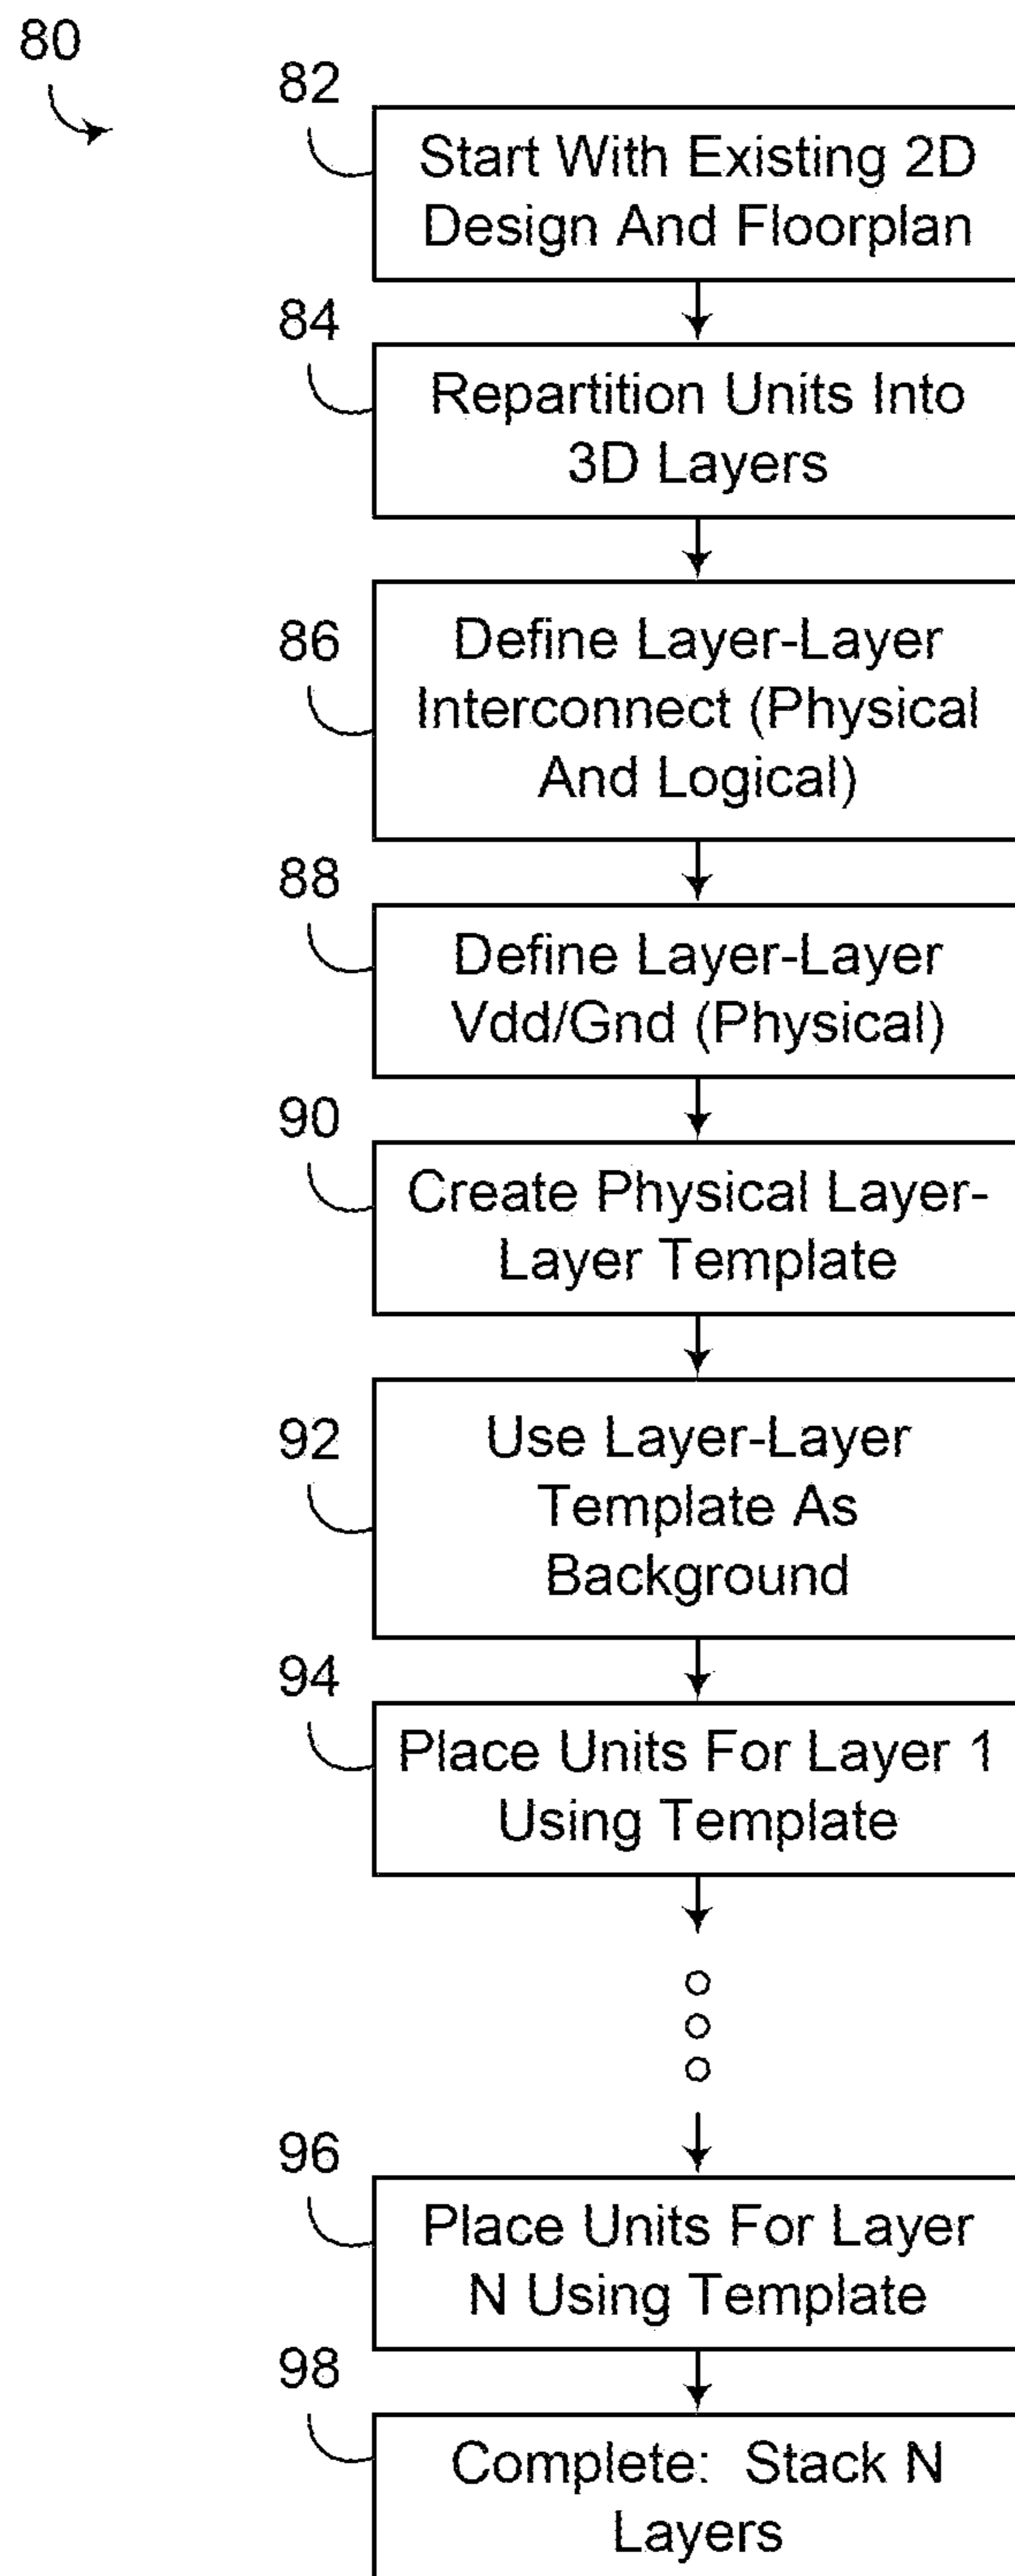 80
82
Start With Existing 2D
Design And Floorplan
84
Repartition Units Into
3D Layers
86
Define Layer-Layer
Interconnect (Physical
And Logical)
88
Define Layer-Layer
Vdd/Gnd (Physical)
90
Create Physical Layer-
Layer Template
92
Use Layer-Layer
Template As
Background
94
Place Units For Layer 1
Using Template
96
Place Units For Layer
N Using Template
98
Complete: Stack N
Layers